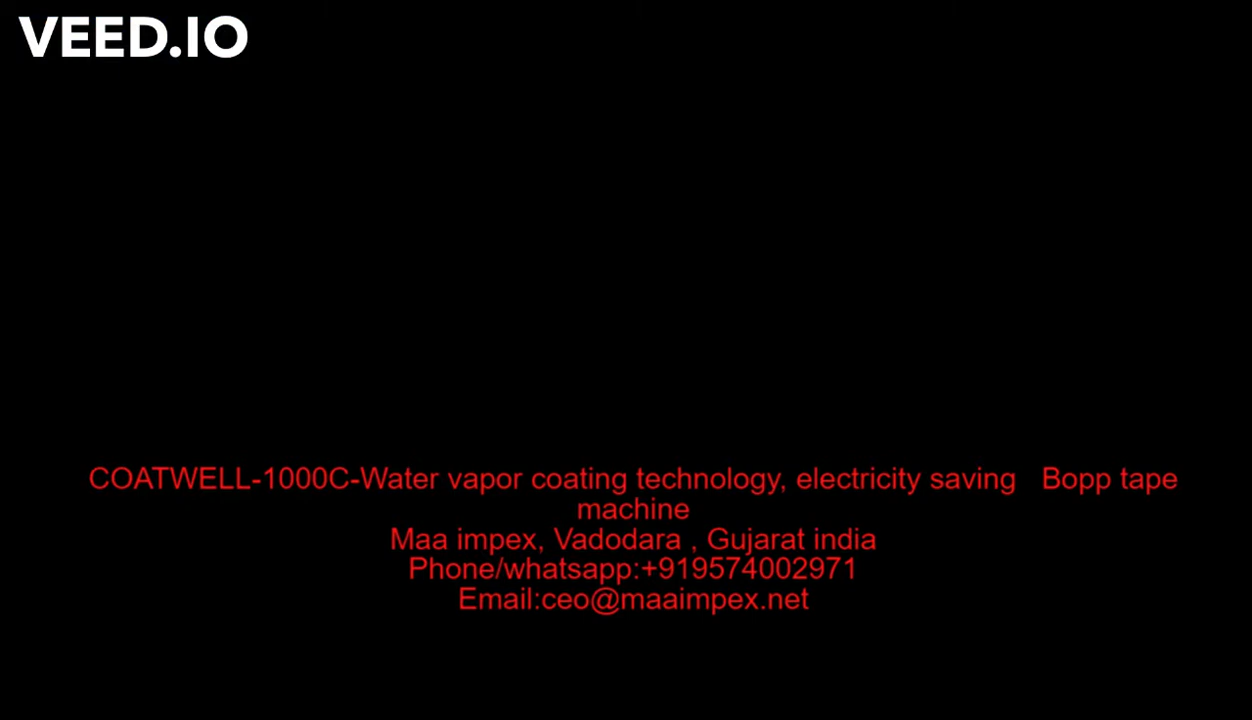 VEED.IO
COATWELL-1000C-Water vapor coating technology, electricity saving   Bopp tape
machine
Maa impex, Vadodara , Gujarat india
Phone/whatsapp:+919574002971
Email:ceo@maaimpex.net